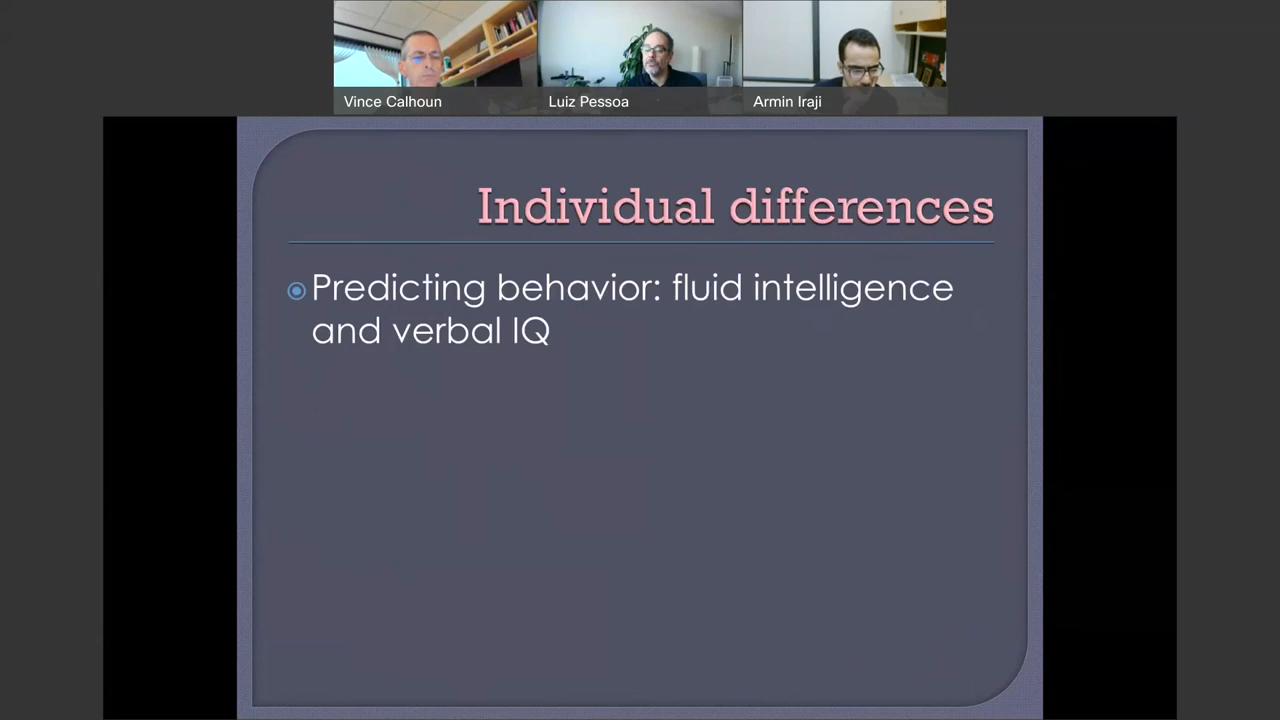 Vince Calhoun
Luiz Pessoa
Armin Iraji
Individual differences
Predicting behavior: fluid intelligence
and verbal IQ